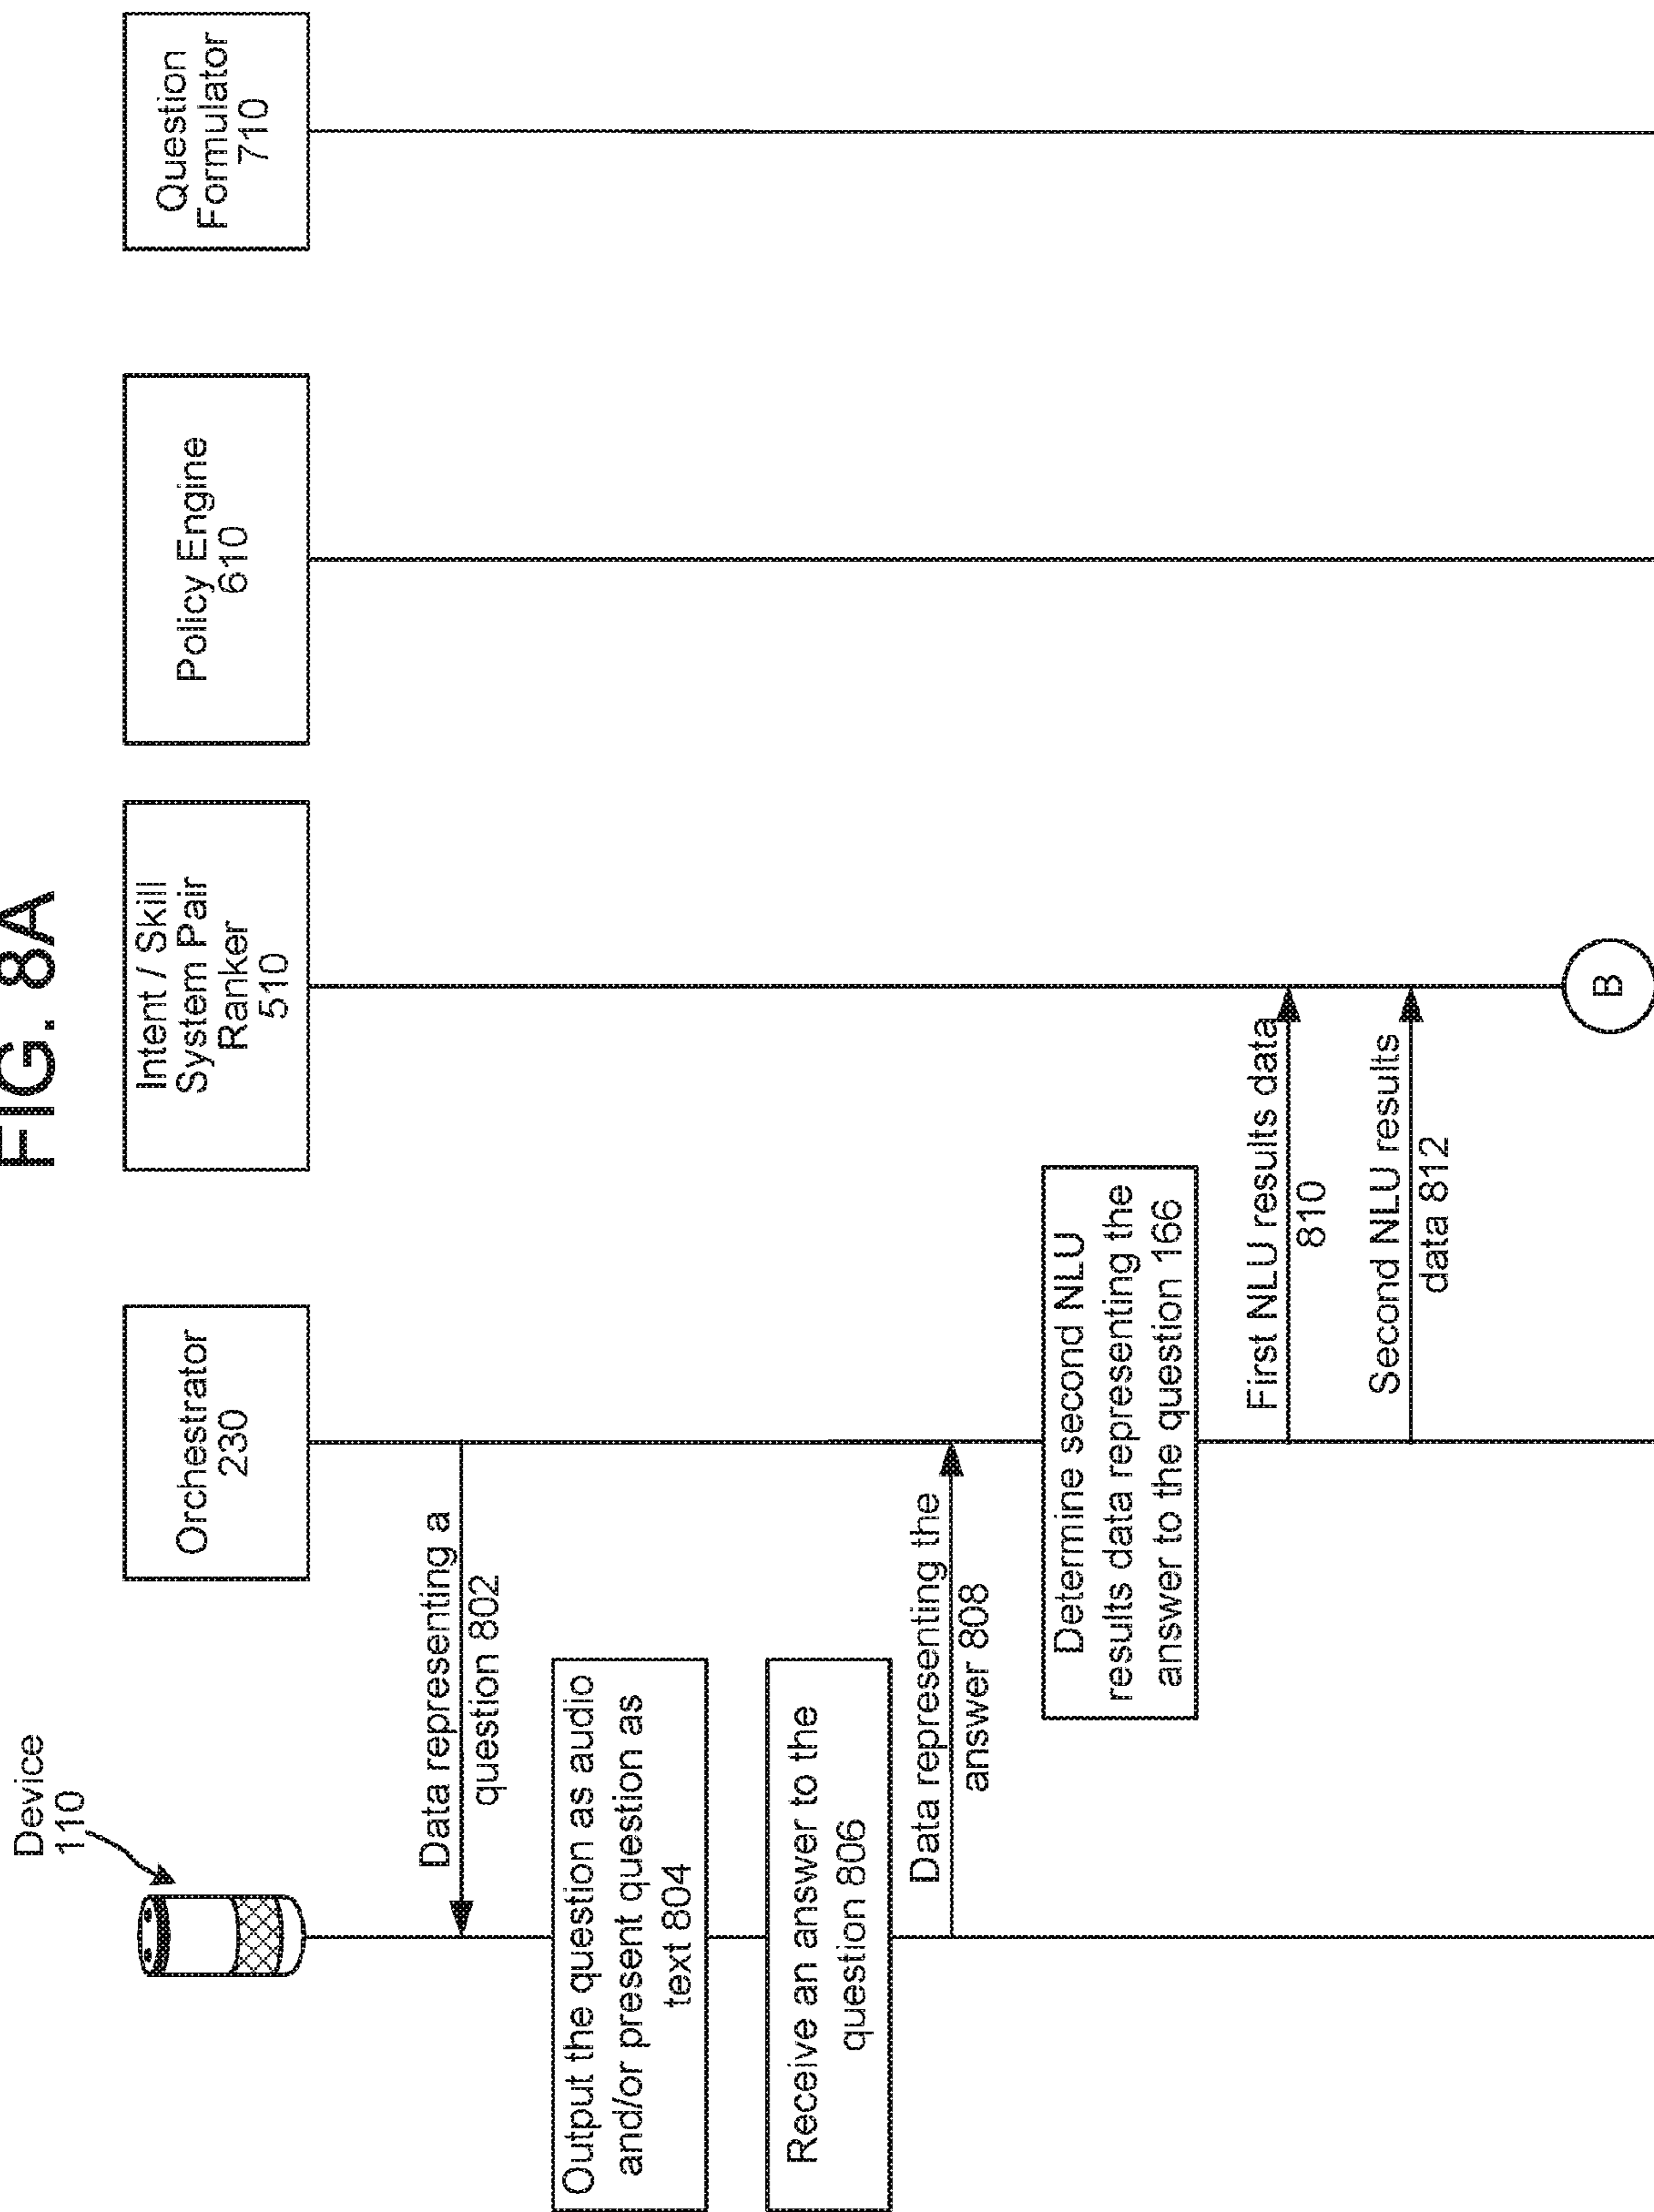 FIG. 8A
Device
110
Orchestrator
230
Intent / Skill
System Pair
Ranker
510
Policy Engine
610
Question
Formulator
710
Data representing a
question 802
Output the question as audio
and/or present question as
text 804
Receive an answer to the
question 806
Data representing the
answer 808
Determine second NLU
results data representing the
answer to the question 166
First NLU results data
810
Second NLU results
data 812
B